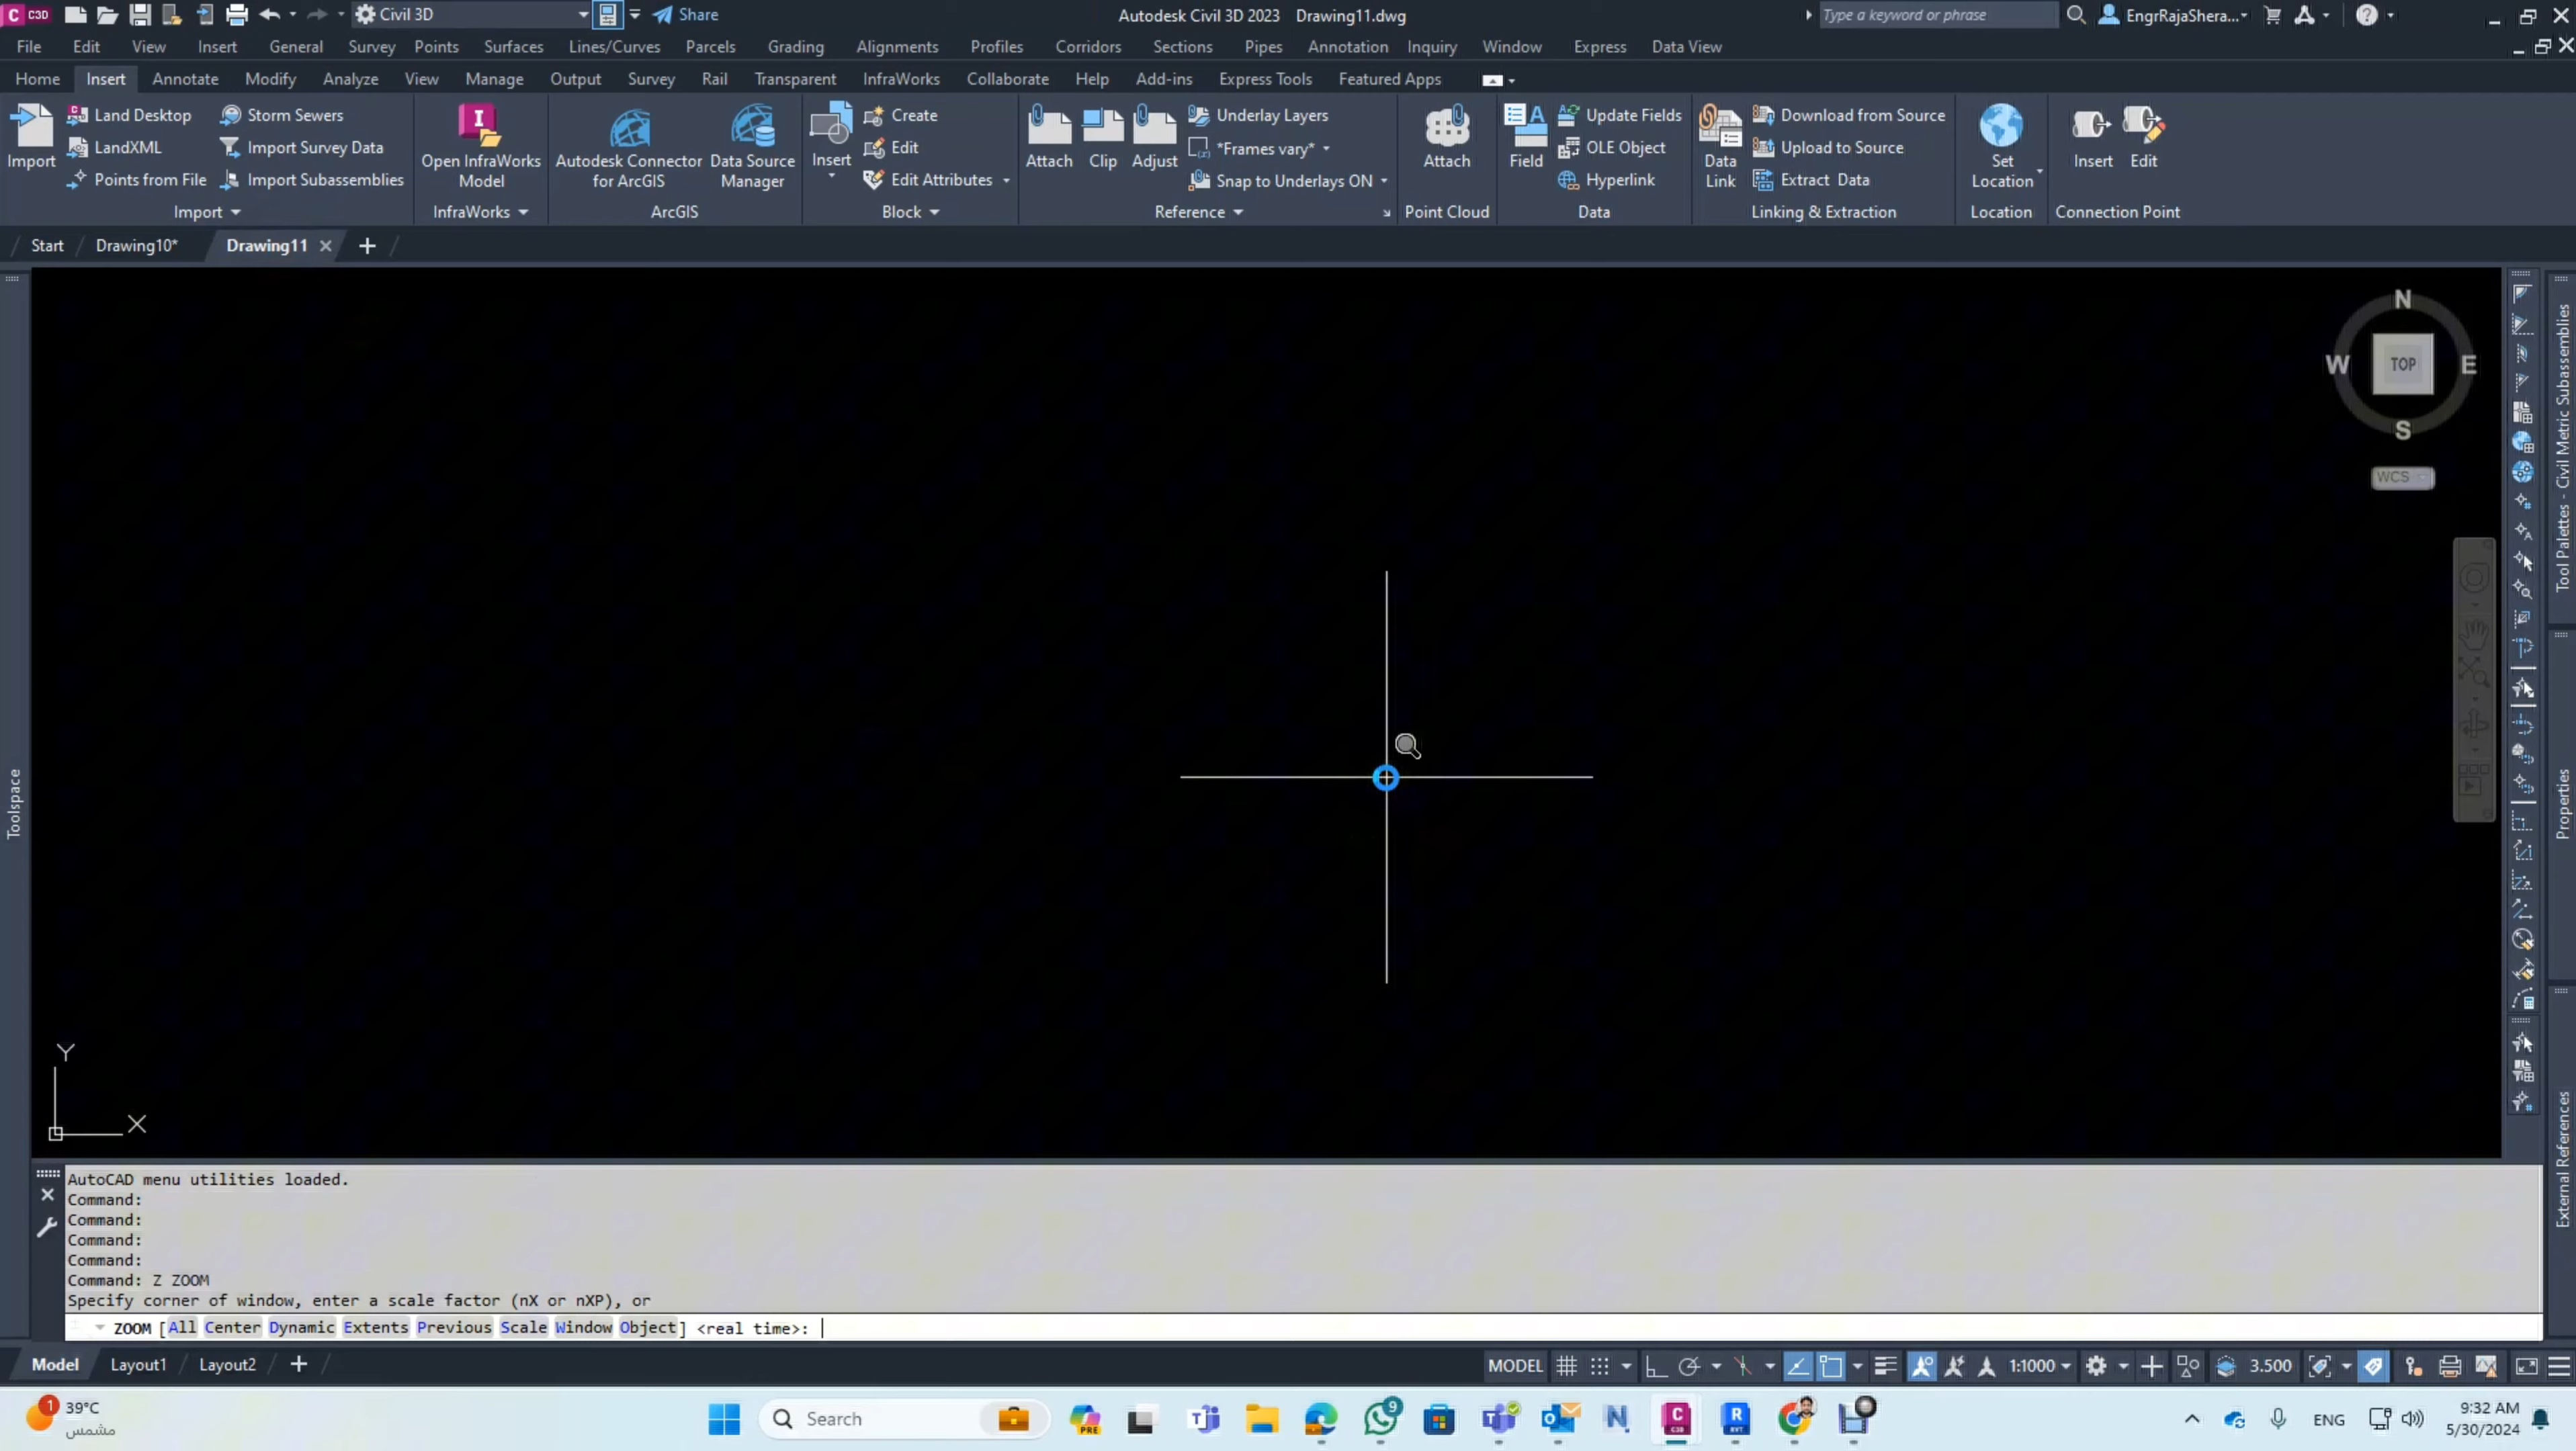 C3D Civil 3D Share Autodesk Civil 3D 2023 Drawing11.dwg Type a keyword or phrase EngrRajaShera...
File Edit View Insert General Survey Points Surfaces Lines/Curves Parcels Grading Alignments Profiles Corridors Sections Pipes Annotation Inquiry Window Express Data View
Home Insert Annotate Modify Analyze View Manage Output Survey Rail Transparent InfraWorks Collaborate Help Add-ins Express Tools Featured Apps
Land Desktop Storm Sewers Create Underlay Layers Update Fields Download from Source
LandXML Import Survey Data Edit *Frames vary* OLE Object Upload to Source
Import Open InfraWorks Model Autodesk Connector for ArcGIS Data Source Manager Insert Attach Clip Adjust Attach Field Data Link Set Location Insert Edit
Points from File Import Subassemblies Edit Attributes Snap to Underlays ON Hyperlink Extract Data
Import InfraWorks ArcGIS Block Reference Point Cloud Data Linking & Extraction Location Connection Point
Start Drawing10* Drawing11
N
W TOP E
S
WCS
Tool Palettes - Civil Metric Subassemblies
Toolspace
Properties
External References
Y
X
AutoCAD menu utilities loaded.
Command:
Command:
Command:
Command:
Command: Z ZOOM
Specify corner of window, enter a scale factor (nX or nXP), or
ZOOM [All Center Dynamic Extents Previous Scale Window Object] <real time>:
Model Layout1 Layout2 MODEL 1:1000 3.500
1 39°C
مشمس
Search PRE 9 C3D RVT ENG 9:32 AM
5/30/2024